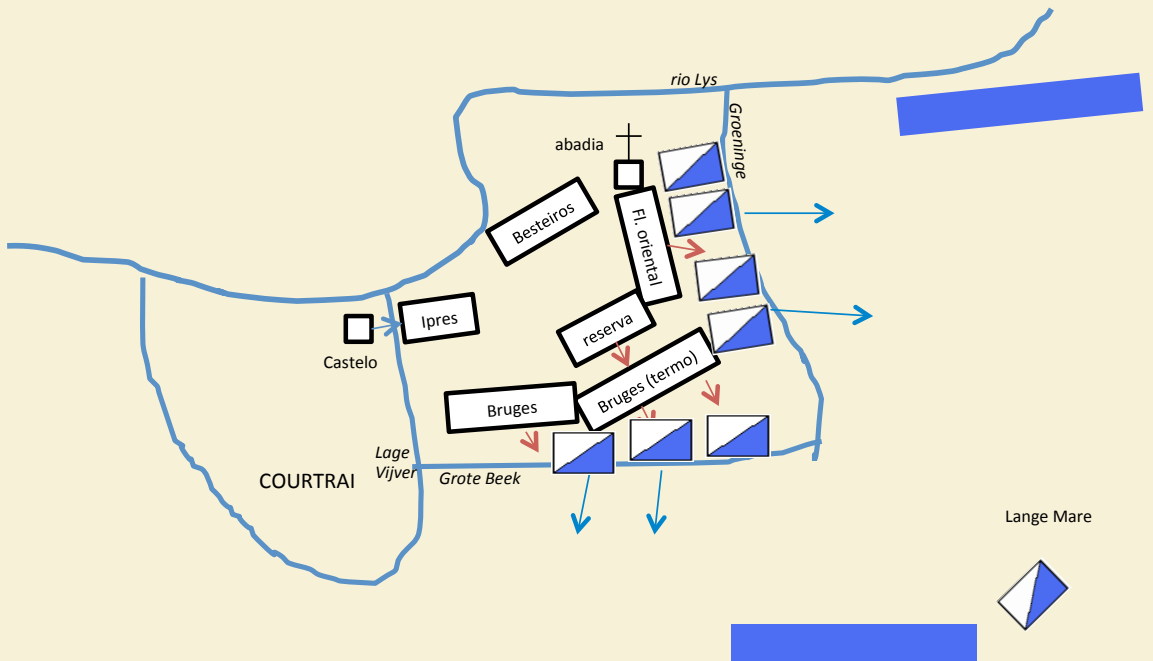 rio Lys
Groeninge
abadia
Besteiros
Fl. oriental
Ipres
reserva
Castelo
Bruges (termo)
Bruges
Lage
Vijver
Grote Beek
COURTRAI
Lange Mare